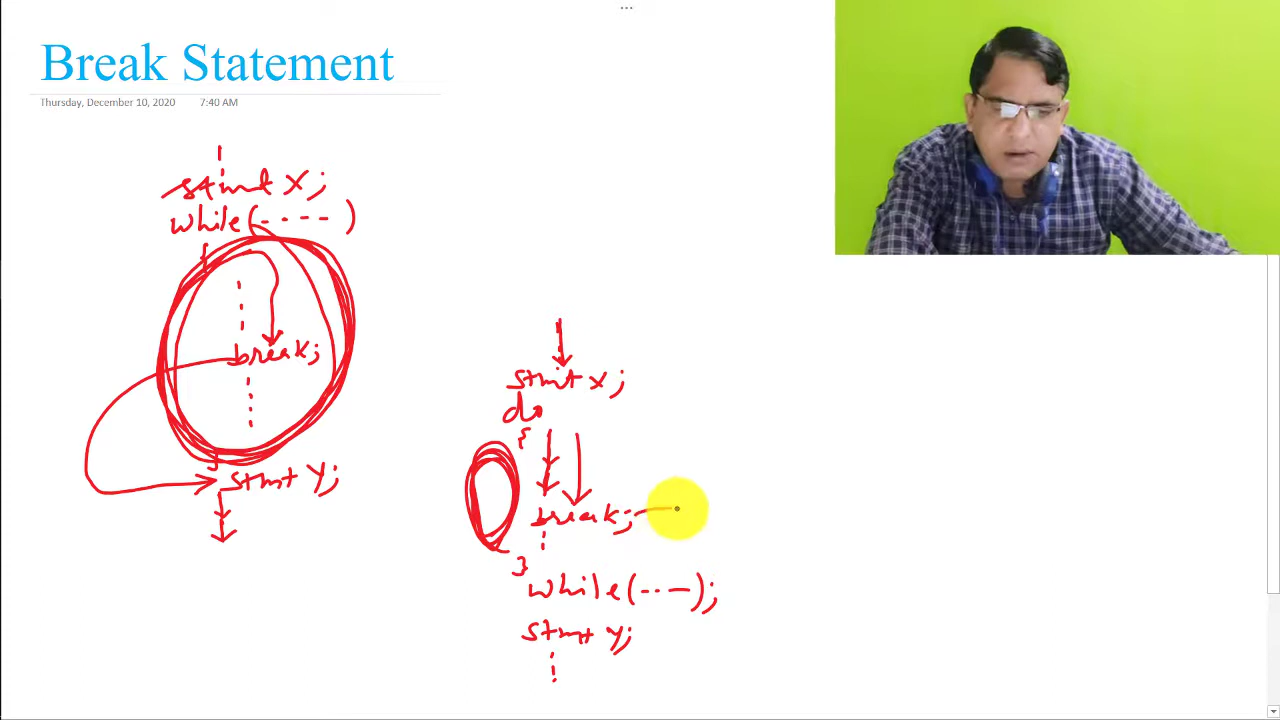 Break Statement
Thursday, December 10, 2020 7:40 AM
stmt X;
while(----)
{
break;
}
stmt Y;
stmt X;
do
{
break;
}
while(---);
stmt Y;